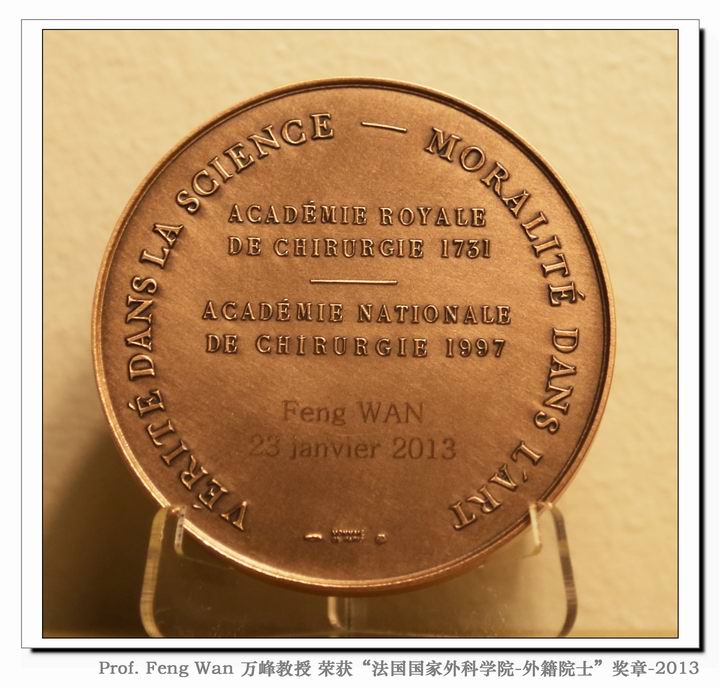 VÉRITÉ DANS LA SCIENCE — MORALITÉ DANS L'ART
ACADÉMIE ROYALE
DE CHIRURGIE 1731
ACADÉMIE NATIONALE
DE CHIRURGIE 1997
Feng WAN
23 janvier 2013
Prof. Feng Wan 万峰教授 荣获“法国国家外科学院-外籍院士”奖章-2013